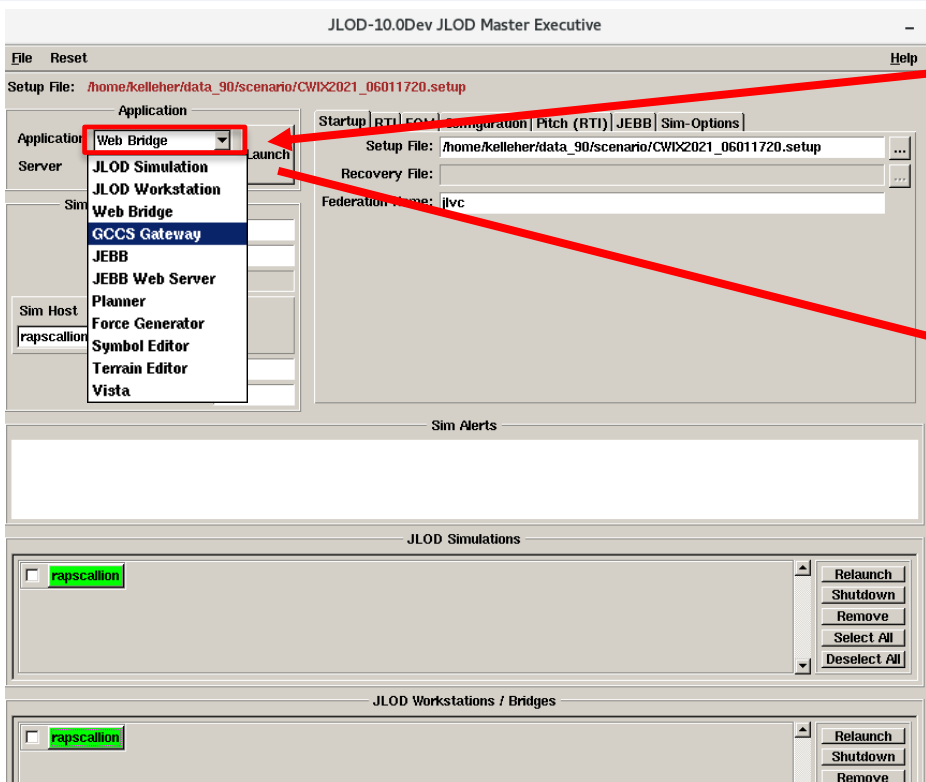 JLOD-10.0Dev JLOD Master Executive
File Reset Help
Setup File: /home/kelleher/data_90/scenario/CWIX2021_06011720.setup
Application
Application Web Bridge
Launch
Server
JLOD Simulation
JLOD Workstation
Web Bridge
GCCS Gateway
JEBB
JEBB Web Server
Planner
Force Generator
Symbol Editor
Terrain Editor
Vista
Sim
Sim Host
rapscallion
Startup RTI FOM Configuration Pitch (RTI) JEBB Sim-Options
Setup File: /home/kelleher/data_90/scenario/CWIX2021_06011720.setup ...
Recovery File: ...
Federation Name: jlvc
Sim Alerts
JLOD Simulations
rapscallion
Relaunch
Shutdown
Remove
Select All
Deselect All
JLOD Workstations / Bridges
rapscallion
Relaunch
Shutdown
Remove